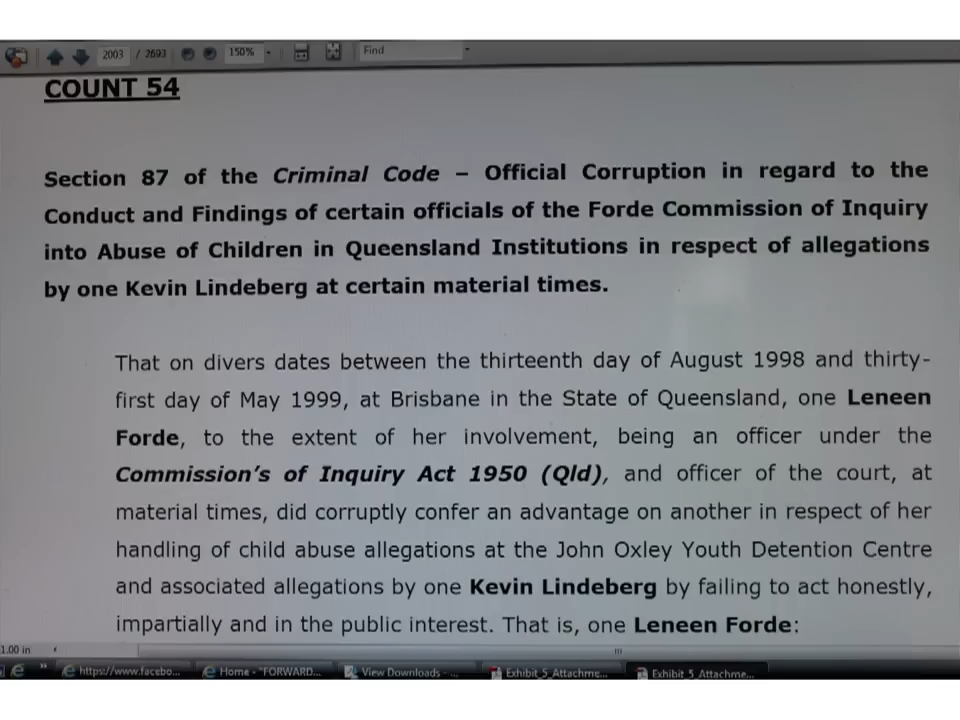 2003 / 2693 150% Find
COUNT 54
Section 87 of the Criminal Code – Official Corruption in regard to the
Conduct and Findings of certain officials of the Forde Commission of Inquiry
into Abuse of Children in Queensland Institutions in respect of allegations
by one Kevin Lindeberg at certain material times.
That on divers dates between the thirteenth day of August 1998 and thirty-
first day of May 1999, at Brisbane in the State of Queensland, one Leneen
Forde, to the extent of her involvement, being an officer under the
Commission's of Inquiry Act 1950 (Qld), and officer of the court, at
material times, did corruptly confer an advantage on another in respect of her
handling of child abuse allegations at the John Oxley Youth Detention Centre
and associated allegations by one Kevin Lindeberg by failing to act honestly,
impartially and in the public interest. That is, one Leneen Forde:
1.00 in
https://www.facebo... Home - "FORWARD... View Downloads - ... Exhibit_5_Attachme... Exhibit_5_Attachme...